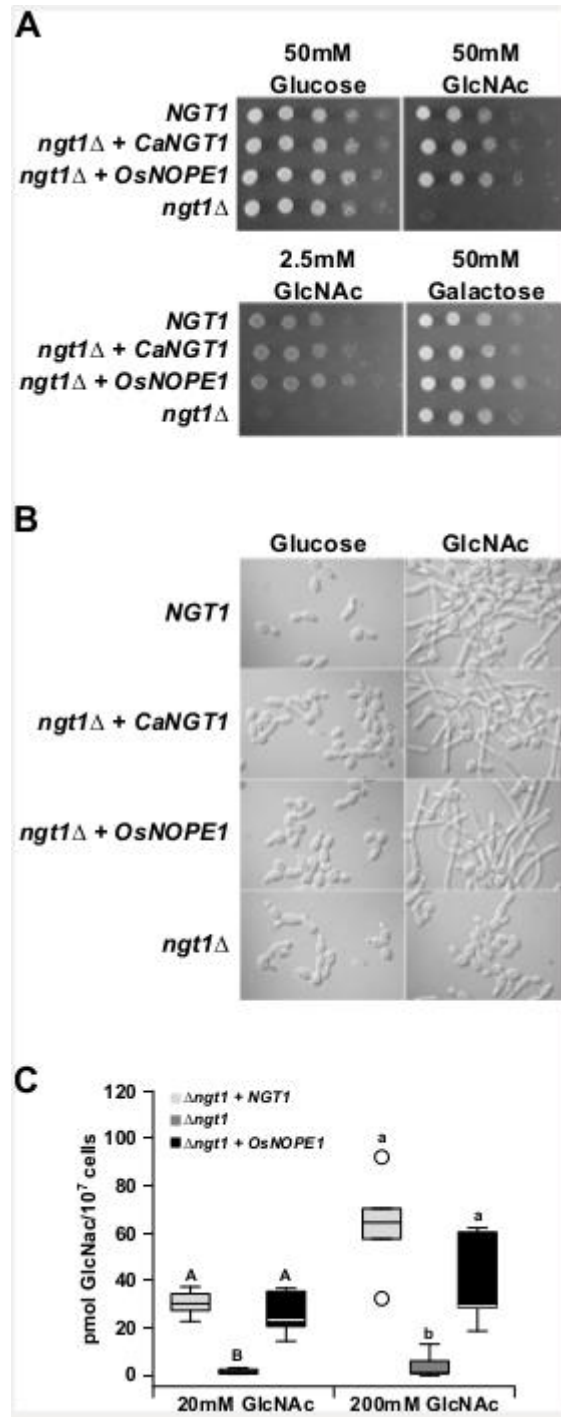 A
50mM 50mM
Glucose GlcNAc
NGT1
ngt1Δ + CaNGT1
ngt1Δ + OsNOPE1
ngt1Δ
2.5mM 50mM
GlcNAc Galactose
NGT1
ngt1Δ + CaNGT1
ngt1Δ + OsNOPE1
ngt1Δ
B
Glucose GlcNAc
NGT1
ngt1Δ + CaNGT1
ngt1Δ + OsNOPE1
ngt1Δ
C
pmol GlcNac/10⁷ cells
120
100
80
60
40
20
0
Δngt1 + NGT1
Δngt1
Δngt1 + OsNOPE1
A B A a b a
20mM GlcNAc 200mM GlcNAc